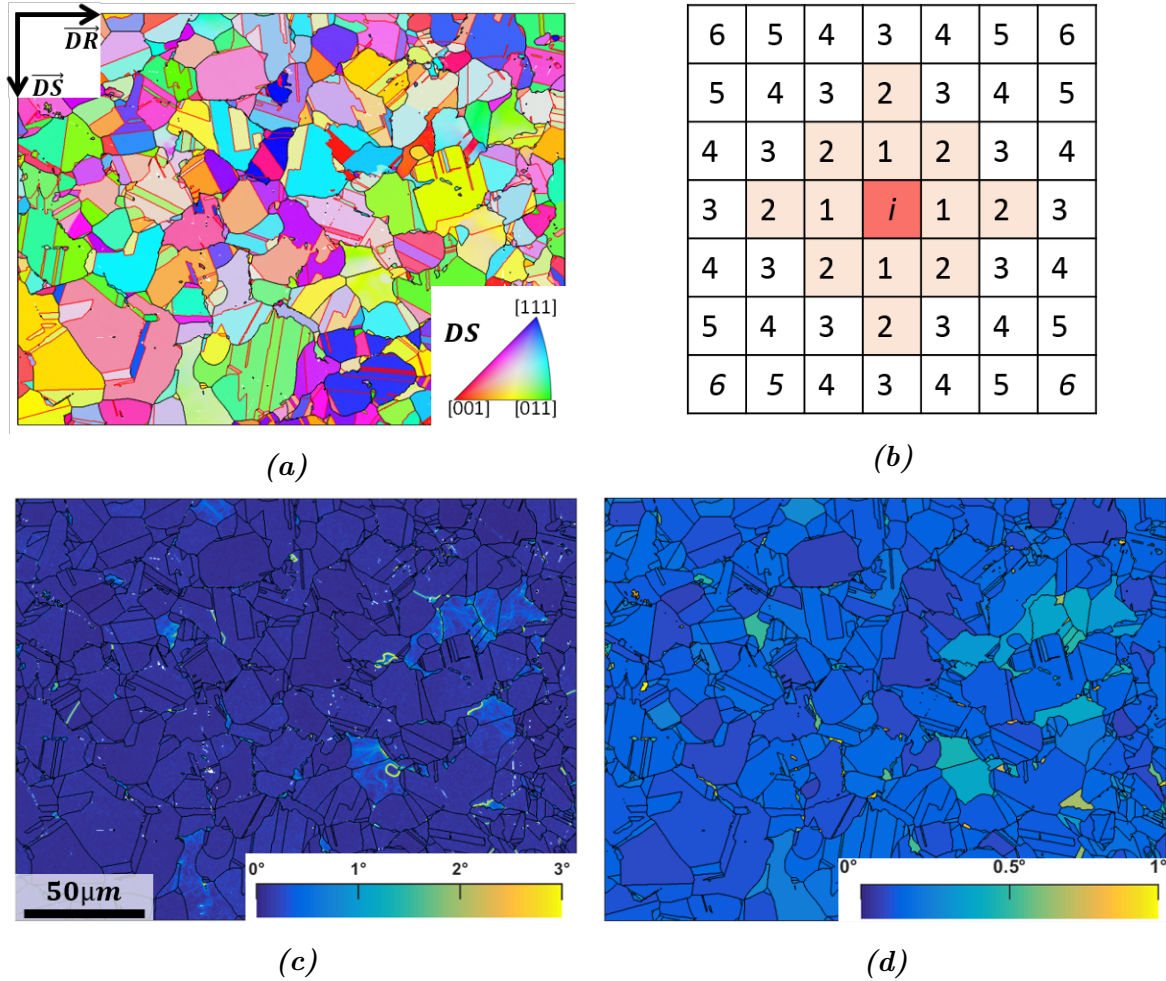 DR
DS
DS
[111]
[001] [011]
(a)
6 5 4 3 4 5 6
5 4 3 2 3 4 5
4 3 2 1 2 3 4
3 2 1 i 1 2 3
4 3 2 1 2 3 4
5 4 3 2 3 4 5
6 5 4 3 4 5 6
(b)
0° 1° 2° 3°
50µm
(c)
0° 0.5° 1°
(d)